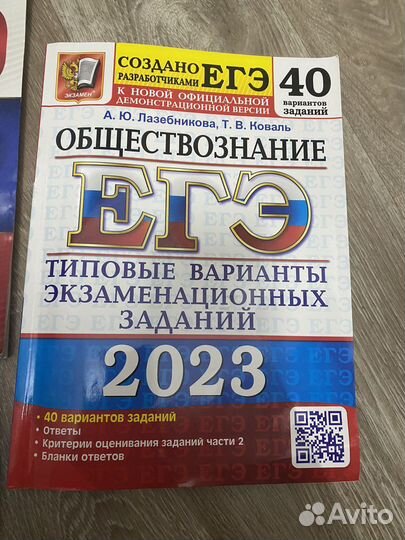 СОЗДАНО
РАЗРАБОТЧИКАМИ ЕГЭ
К НОВОЙ ОФИЦИАЛЬНОЙ
ДЕМОНСТРАЦИОННОЙ ВЕРСИИ
40
вариантов
заданий
ЭКЗАМЕН
А. Ю. Лазебникова, Т. В. Коваль
ОБЩЕСТВОЗНАНИЕ
ЕГЭ
ТИПОВЫЕ ВАРИАНТЫ
ЭКЗАМЕНАЦИОННЫХ
ЗАДАНИЙ
2023
• 40 вариантов заданий
• Ответы
• Критерии оценивания заданий части 2
• Бланки ответов
Avito